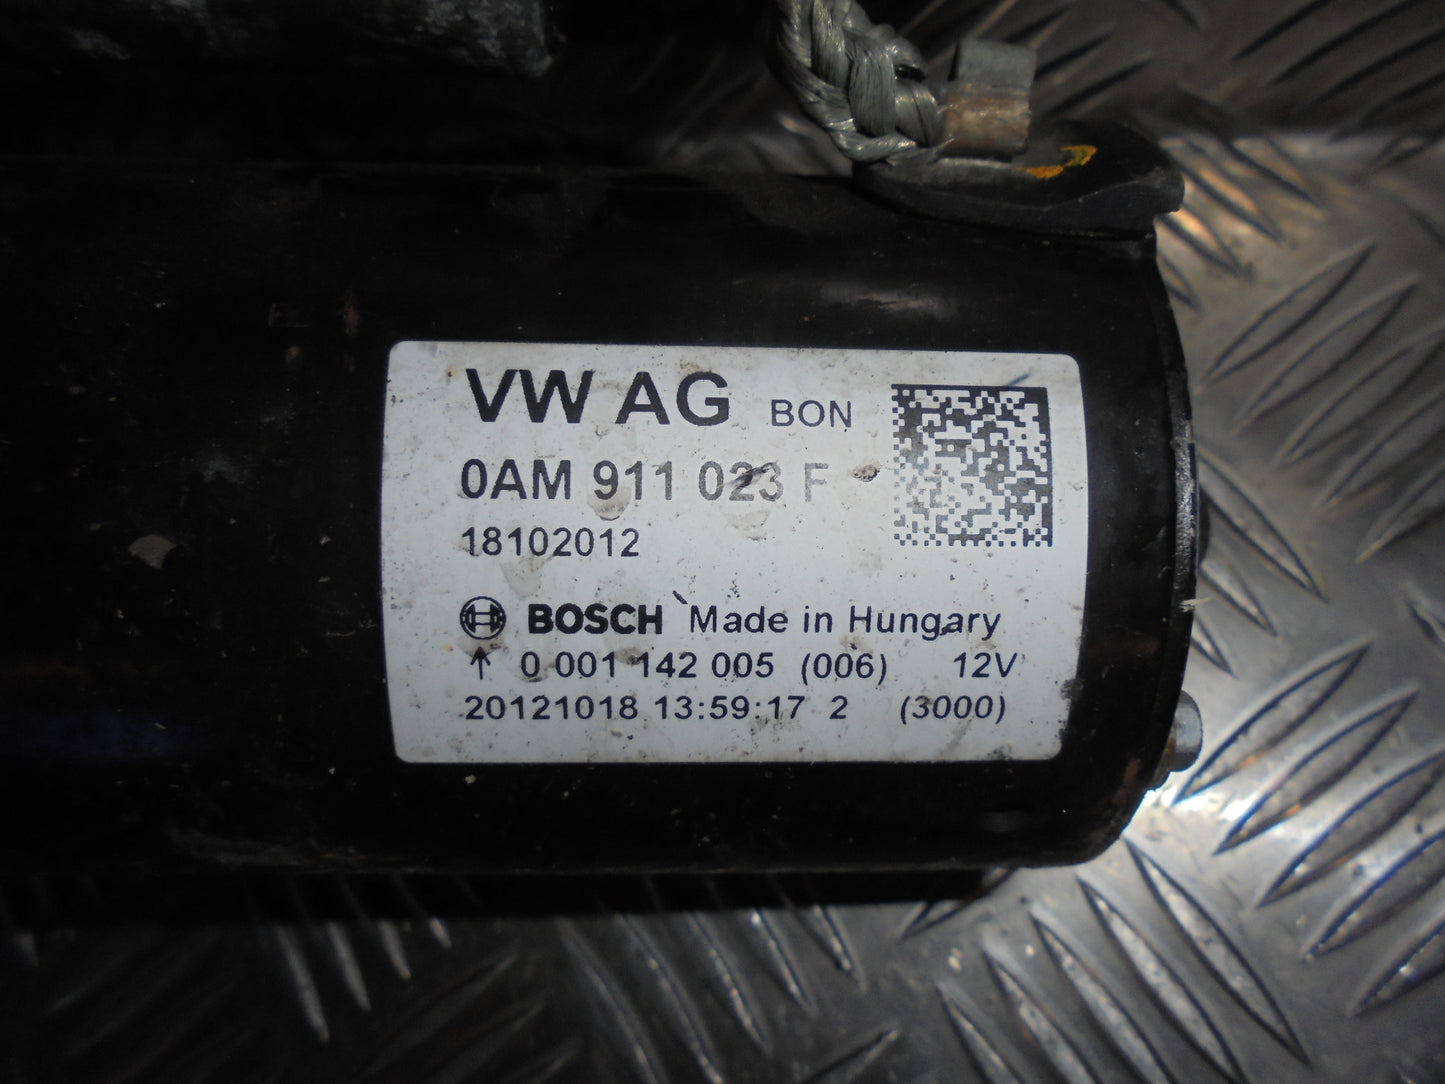 VW AG BON
0AM 911 023 F
18102012
BOSCH Made in Hungary
↑ 0 001 142 005 (006) 12V
20121018 13:59:17 2 (3000)